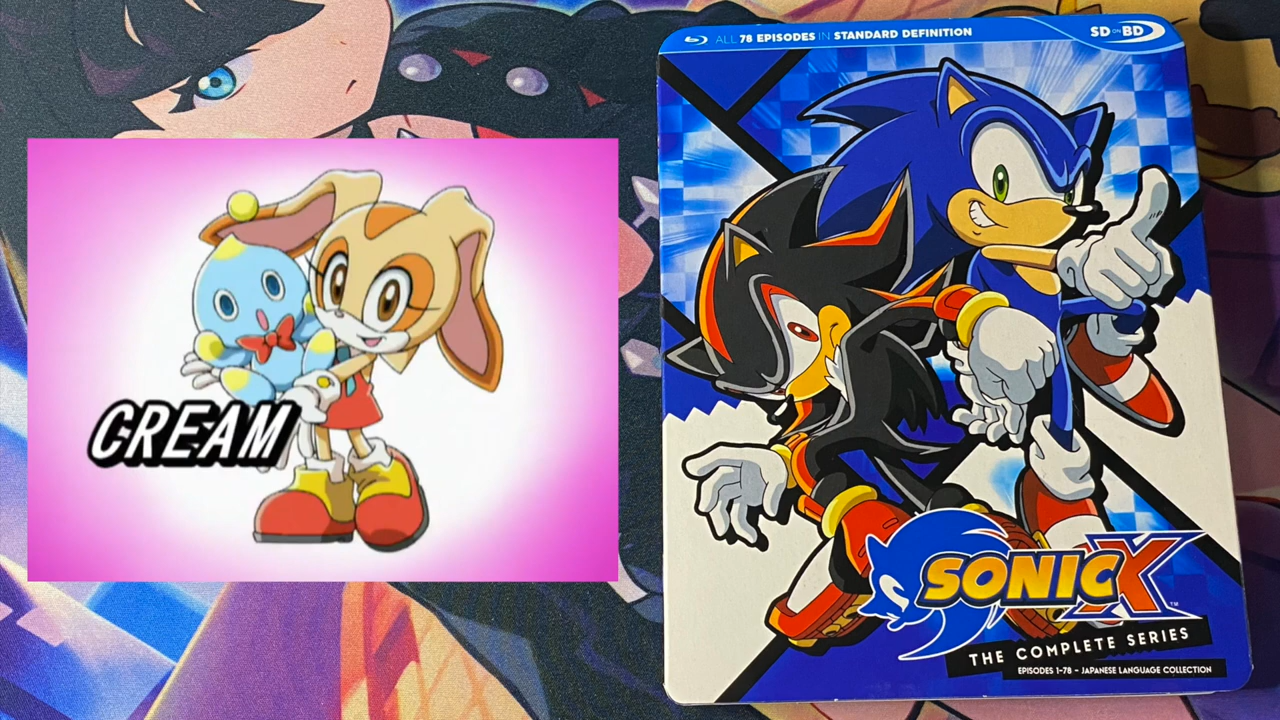 CREAM
ALL 78 EPISODES IN STANDARD DEFINITION
SD ON BD
SONIC X™
THE COMPLETE SERIES
EPISODES 1-78 - JAPANESE LANGUAGE COLLECTION